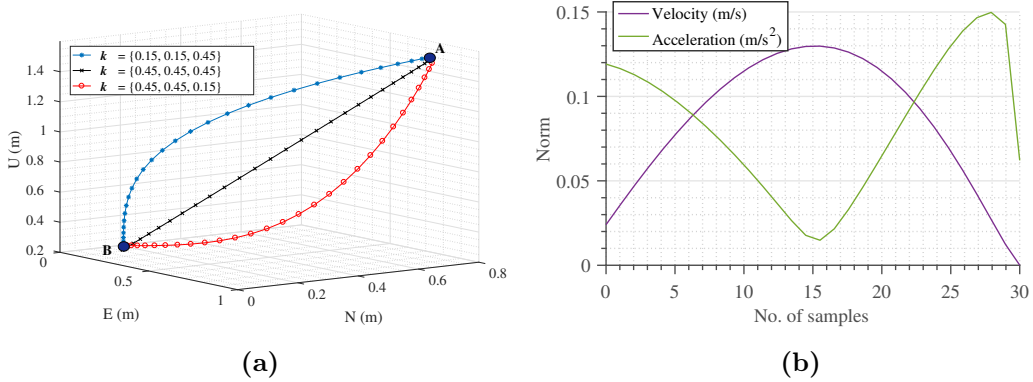 A
k = {0.15, 0.15, 0.45}
k = {0.45, 0.45, 0.45}
k = {0.45, 0.45, 0.15}
1.4
1.2
1
0.8
0.6
0.4
0.2
U (m)
B
0
0.5
1
E (m)
0
0.2
0.4
0.6
0.8
N (m)
(a)
Velocity (m/s)
Acceleration (m/s²)
0.15
0.1
0.05
0
Norm
0 5 10 15 20 25 30
No. of samples
(b)